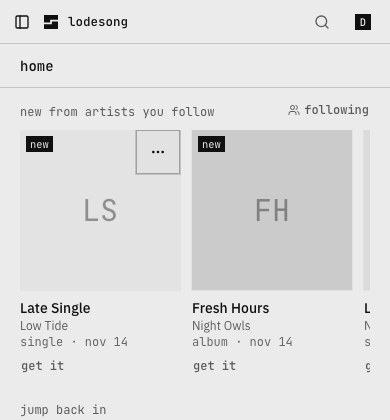 lodesong
D
home
new from artists you follow
following
new
...
new
LS
FH
Late Single
Fresh Hours
L
Low Tide
Night Owls
N
single · nov 14
album · nov 14
s
get it
get it
g
jump back in